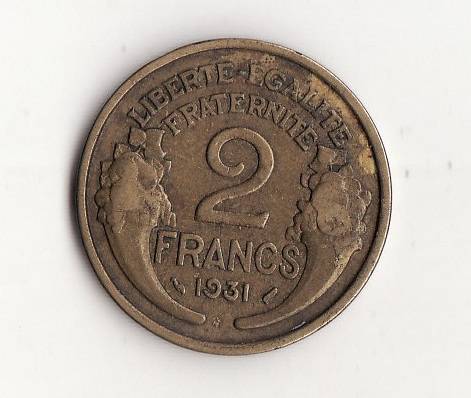 LIBERTE-EGALITE
FRATERNITE
2
FRANCS
1931